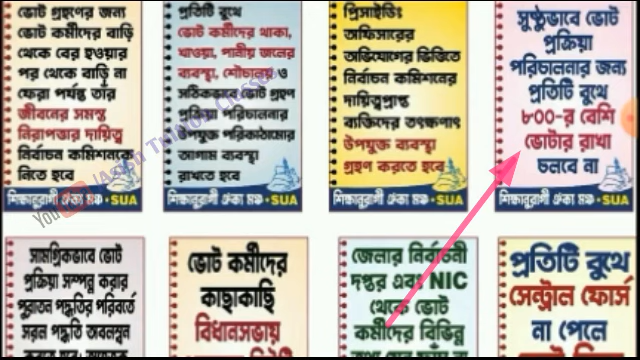 ভোট গ্রহণের জন্য
ভোট কর্মীদের বাড়ি
থেকে বের হওয়ার
পর থেকে বাড়ি না
ফেরা পর্যন্ত তার
জীবনের সমস্ত
নিরাপত্তার দায়িত্ব
নির্বাচন কমিশনকে
নিতে হবে
শিক্ষানুরাগী ঐক্য মঞ্চ • SUA
প্রতিটি বুথে
ভোট কর্মীদের থাকা,
খাওয়া, পানীয় জলের
ব্যবস্থা, শৌচালয় ও
সঠিকভাবে ভোট গ্রহণ
প্রক্রিয়া পরিচালনার
উপযুক্ত পরিকাঠামোর
আগাম ব্যবস্থা
রাখতে হবে
শিক্ষানুরাগী ঐক্য মঞ্চ • SUA
প্রিসাইডিং
অফিসারের
অভিযোগের ভিত্তিতে
নির্বাচন কমিশনের
দায়িত্বপ্রাপ্ত
ব্যক্তিদের তৎক্ষণাৎ
উপযুক্ত ব্যবস্থা
গ্রহণ করতে হবে
শিক্ষানুরাগী ঐক্য মঞ্চ • SUA
সুষ্ঠুভাবে ভোট
প্রক্রিয়া
পরিচালনার জন্য
প্রতিটি বুথে
৮০০-র বেশি
ভোটার রাখা
চলবে না
শিক্ষানুরাগী ঐক্য মঞ্চ • SUA
সামগ্রিকভাবে ভোট
প্রক্রিয়া সম্পন্ন করার
পুরাতন পদ্ধতির পরিবর্তে
সরল পদ্ধতি অবলম্বন
ভোট কর্মীদের
কাছাকাছি
বিধানসভায়
জেলার নির্বাচনী
দপ্তর এবং NIC
থেকে ভোট
কর্মীদের বিভিন্ন
প্রতিটি বুথে
সেন্ট্রাল ফোর্স
না পেলে